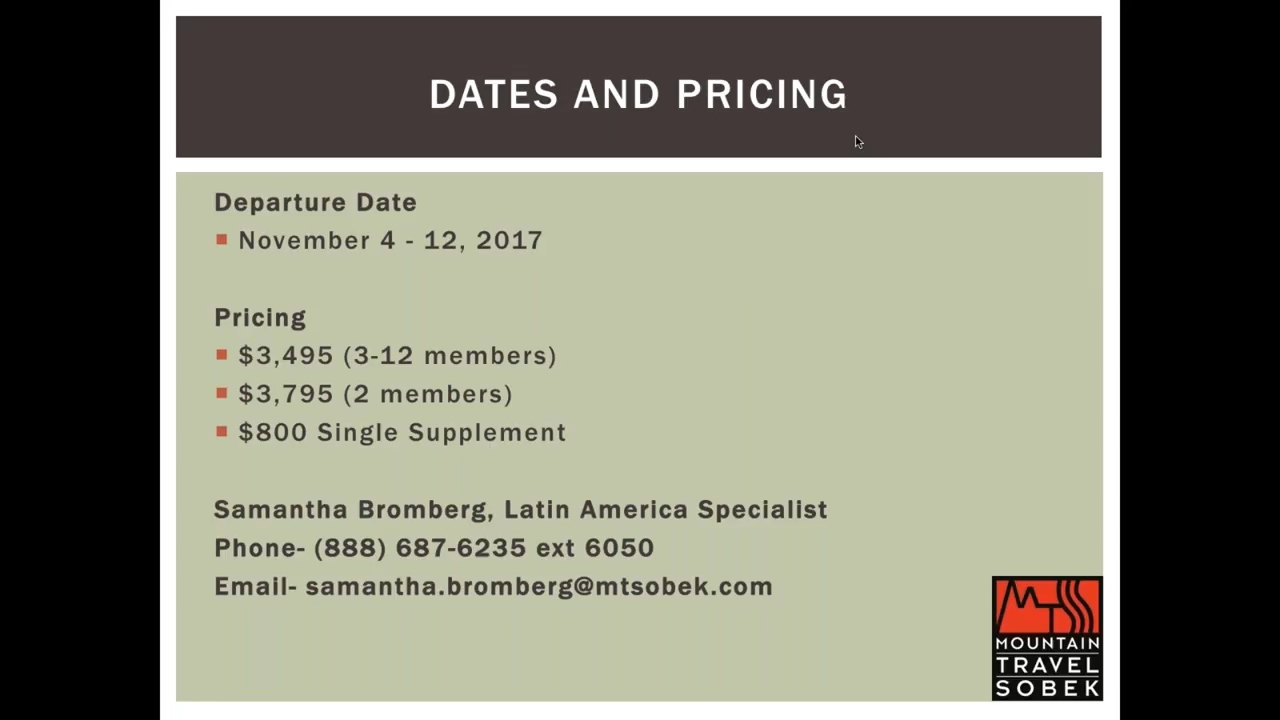 DATES AND PRICING
Departure Date
November 4 - 12, 2017
Pricing
$3,495 (3-12 members)
$3,795 (2 members)
$800 Single Supplement
Samantha Bromberg, Latin America Specialist
Phone- (888) 687-6235 ext 6050
Email- samantha.bromberg@mtsobek.com
MTS
MOUNTAIN
TRAVEL
SOBEK